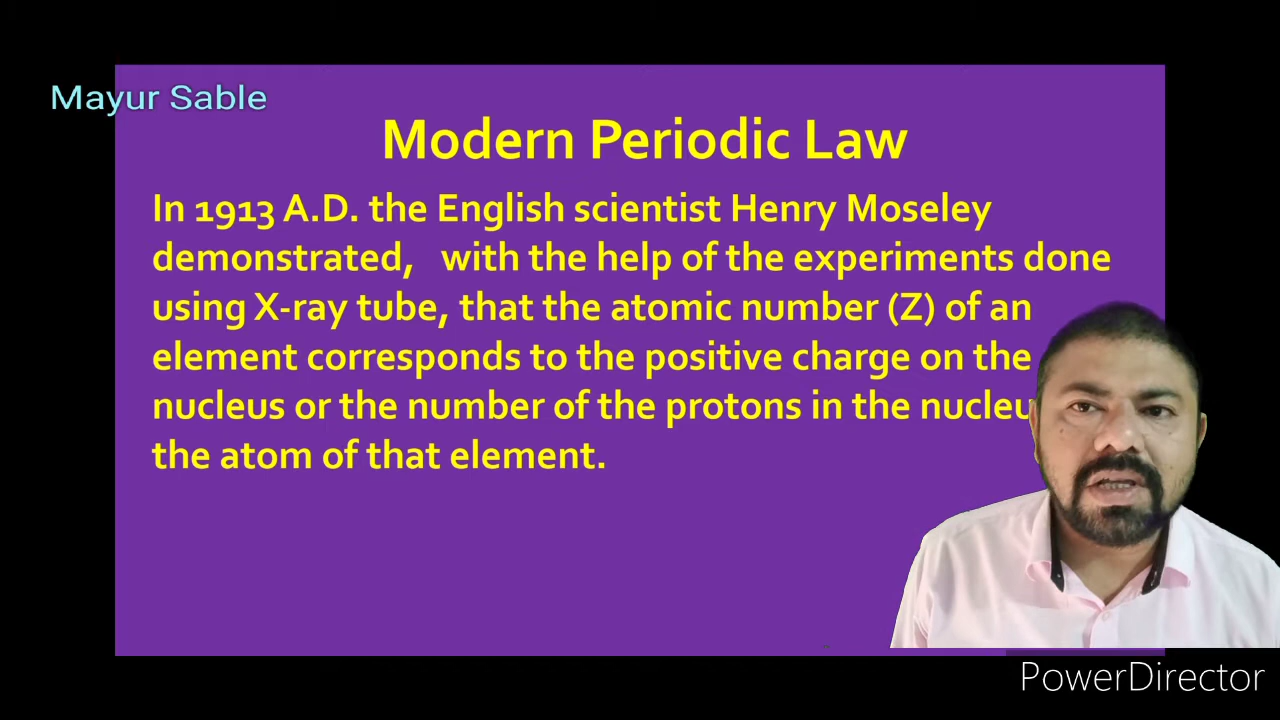 Mayur Sable
Modern Periodic Law
In 1913 A.D. the English scientist Henry Moseley
demonstrated, with the help of the experiments done
using X-ray tube, that the atomic number (Z) of an
element corresponds to the positive charge on the
nucleus or the number of the protons in the
the atom of that element.
PowerDirector